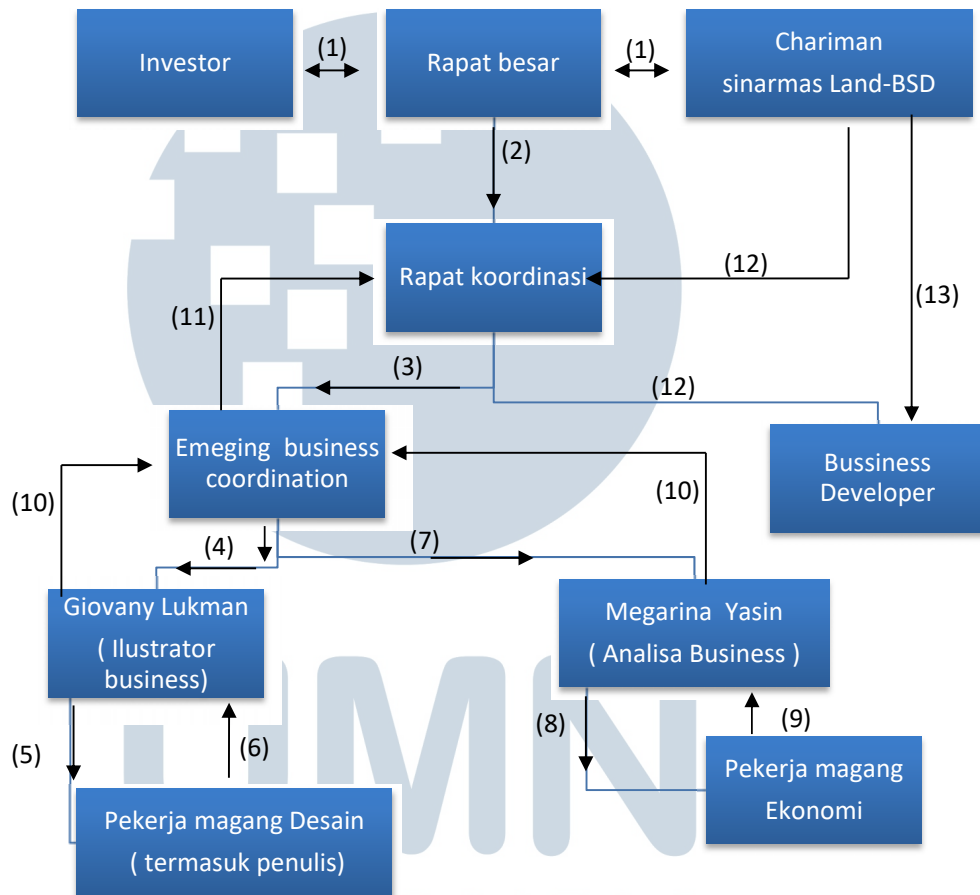 Investor
(1)
Rapat besar
(1)
Chariman
sinarmas Land-BSD
(2)
Rapat koordinasi
(12)
(13)
(11)
(3)
(12)
Emeging business
coordination
Bussiness
Developer
(10)
(10)
(4)
(7)
Giovany Lukman
( Ilustrator
business)
Megarina Yasin
( Analisa Business )
(5)
(6)
(8)
(9)
Pekerja magang
Ekonomi
Pekerja magang Desain
( termasuk penulis)
UMN